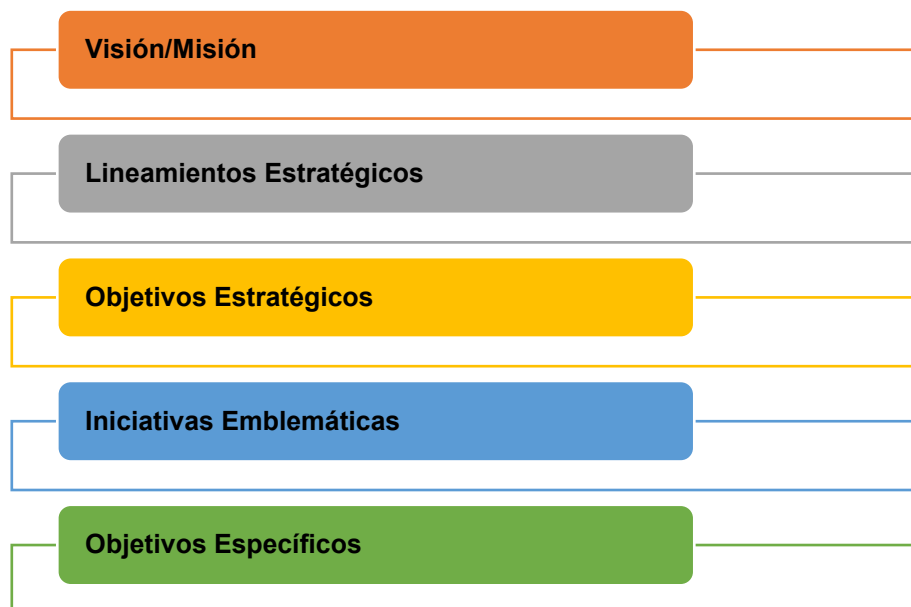 Visión/Misión
Lineamientos Estratégicos
Objetivos Estratégicos
Iniciativas Emblemáticas
Objetivos Específicos